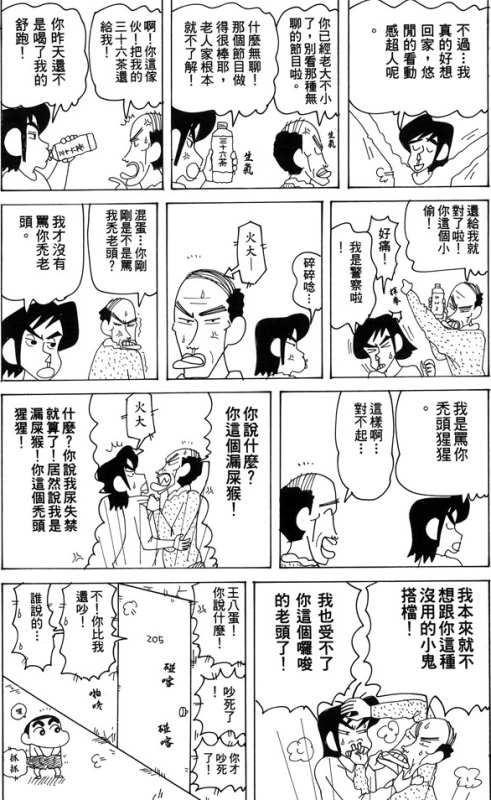 不過…我
真的好想
回家，悠
閒的看動
感超人呢
。
你已經老大不小
了，別看那種無
聊的節目啦。
生氣
三十六茶
什麼無聊！
那個節目做
得很棒耶，
老人家根本
就不了解！
生氣
啊！你這傢
伙！把我的
三十六茶還
給我！
三十六茶
你昨天還不
是喝了我的
舒跑！
還給我就
對了啦！
你這個小
偷！
好痛！
我是警察啦
！
碎碎唸…
火大—
混蛋…你剛
剛是不是罵
我禿老頭？
我才沒有
罵你禿老
頭。
我是罵你
禿頭猩猩
。
這樣啊…
對不起…
你說什麼？
你這個漏屎猴！
火大—
什麼？你說我尿失禁
就算了！居然說我是
漏屎猴！你這個禿頭
猩猩！
我本來就不
想跟你這種
沒用的小鬼
搭檔！
我也受不了
你這個囉唆
的老頭了！
王八蛋！
你說什麼！
吵死了
！
你才
吵死
了！
205
碰喀
碰喀
啪喀
不！你比我
還吵！
誰說的…
嘿
抓抓